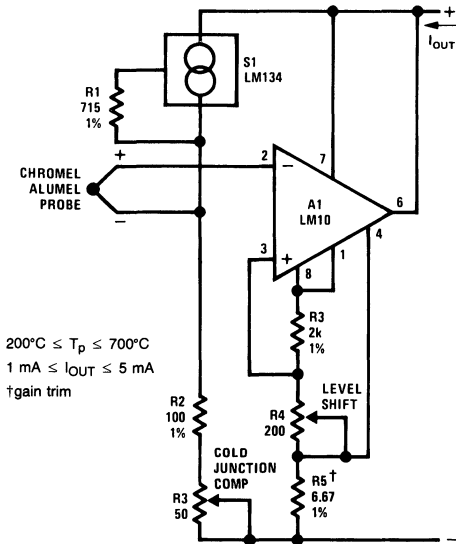 +
IOUT
S1
LM134
R1
715
1%
+
CHROMEL
ALUMEL
PROBE
−
2
−
7
A1
LM10
6
4
3
+
8
1
R3
2k
1%
200°C ≤ Tp ≤ 700°C
1 mA ≤ IOUT ≤ 5 mA
†gain trim
LEVEL
SHIFT
R4
200
R2
100
1%
COLD
JUNCTION
COMP
R3
50
R5†
6.67
1%
−